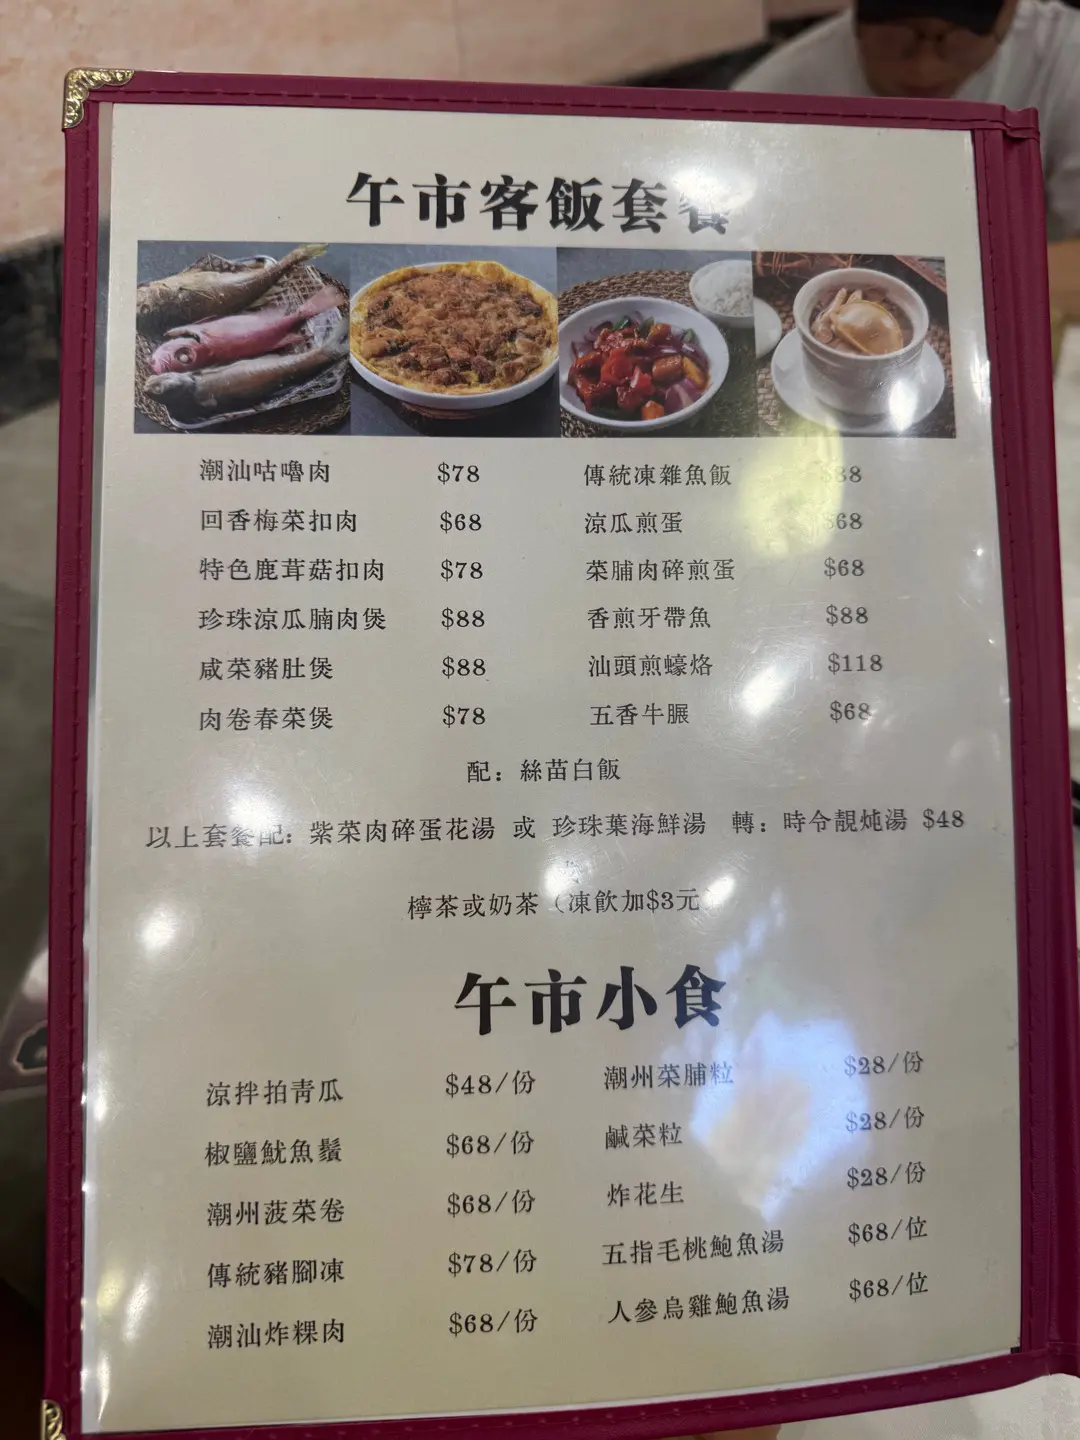 午市客飯套餐
潮汕咕嚕肉 $78 傳統凍雜魚飯 $88
回香梅菜扣肉 $68 涼瓜煎蛋 $68
特色鹿茸菇扣肉 $78 菜脯肉碎煎蛋 $68
珍珠涼瓜腩肉煲 $88 香煎牙帶魚 $88
咸菜豬肚煲 $88 汕頭煎蠔烙 $118
肉卷春菜煲 $78 五香牛𦟌 $68
配：絲苗白飯
以上套餐配：紫菜肉碎蛋花湯 或 珍珠葉海鮮湯 轉：時令靚炖湯 $48
檸茶或奶茶（凍飲加$3元）
午市小食
涼拌拍青瓜 $48/份 潮州菜脯粒 $28/份
椒鹽魷魚鬚 $68/份 鹹菜粒 $28/份
潮州菠菜卷 $68/份 炸花生 $28/份
傳統豬腳凍 $78/份 五指毛桃鮑魚湯 $68/位
潮汕炸粿肉 $68/份 人參烏雞鮑魚湯 $68/位